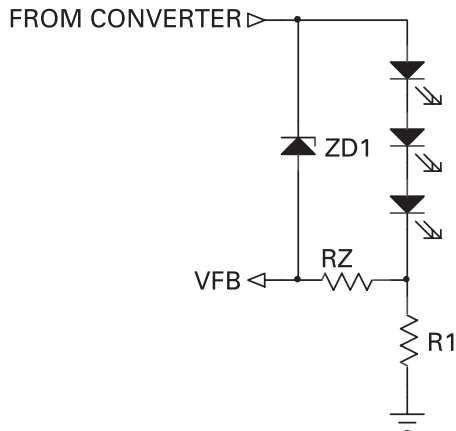 FROM CONVERTER
ZD1
RZ
VFB
R1